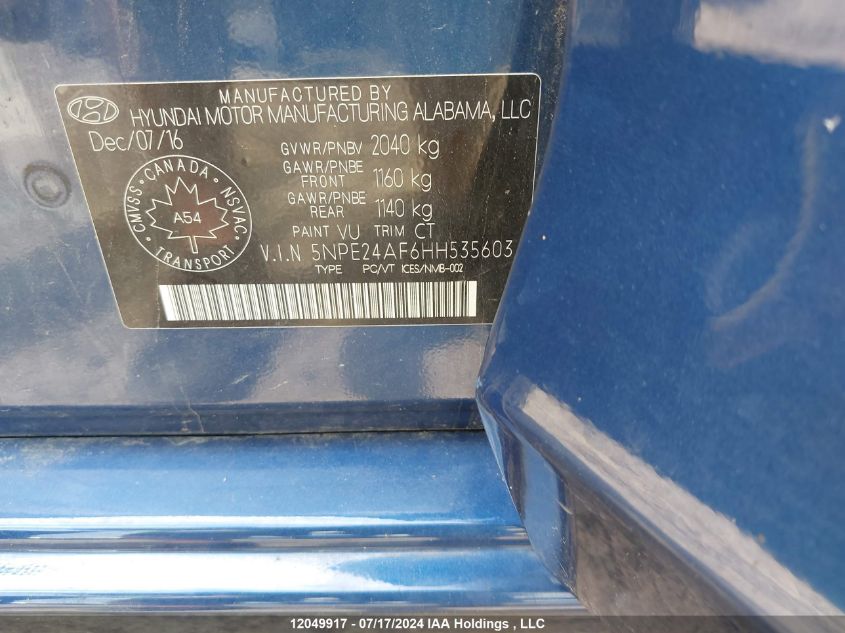 MANUFACTURED BY
HYUNDAI MOTOR MANUFACTURING ALABAMA, LLC
Dec/07/16
GVWR/PNBV 2040 kg
GAWR/PNBE FRONT 1160 kg
GAWR/PNBE REAR 1140 kg
PAINT VU TRIM CT
CMVSS · CANADA · NSVAC · TRANSPORT
A54
V.I.N 5NPE24AF6HH535603
TYPE PC/VT ICES/NMB-002
12049917 - 07/17/2024 IAA Holdings , LLC